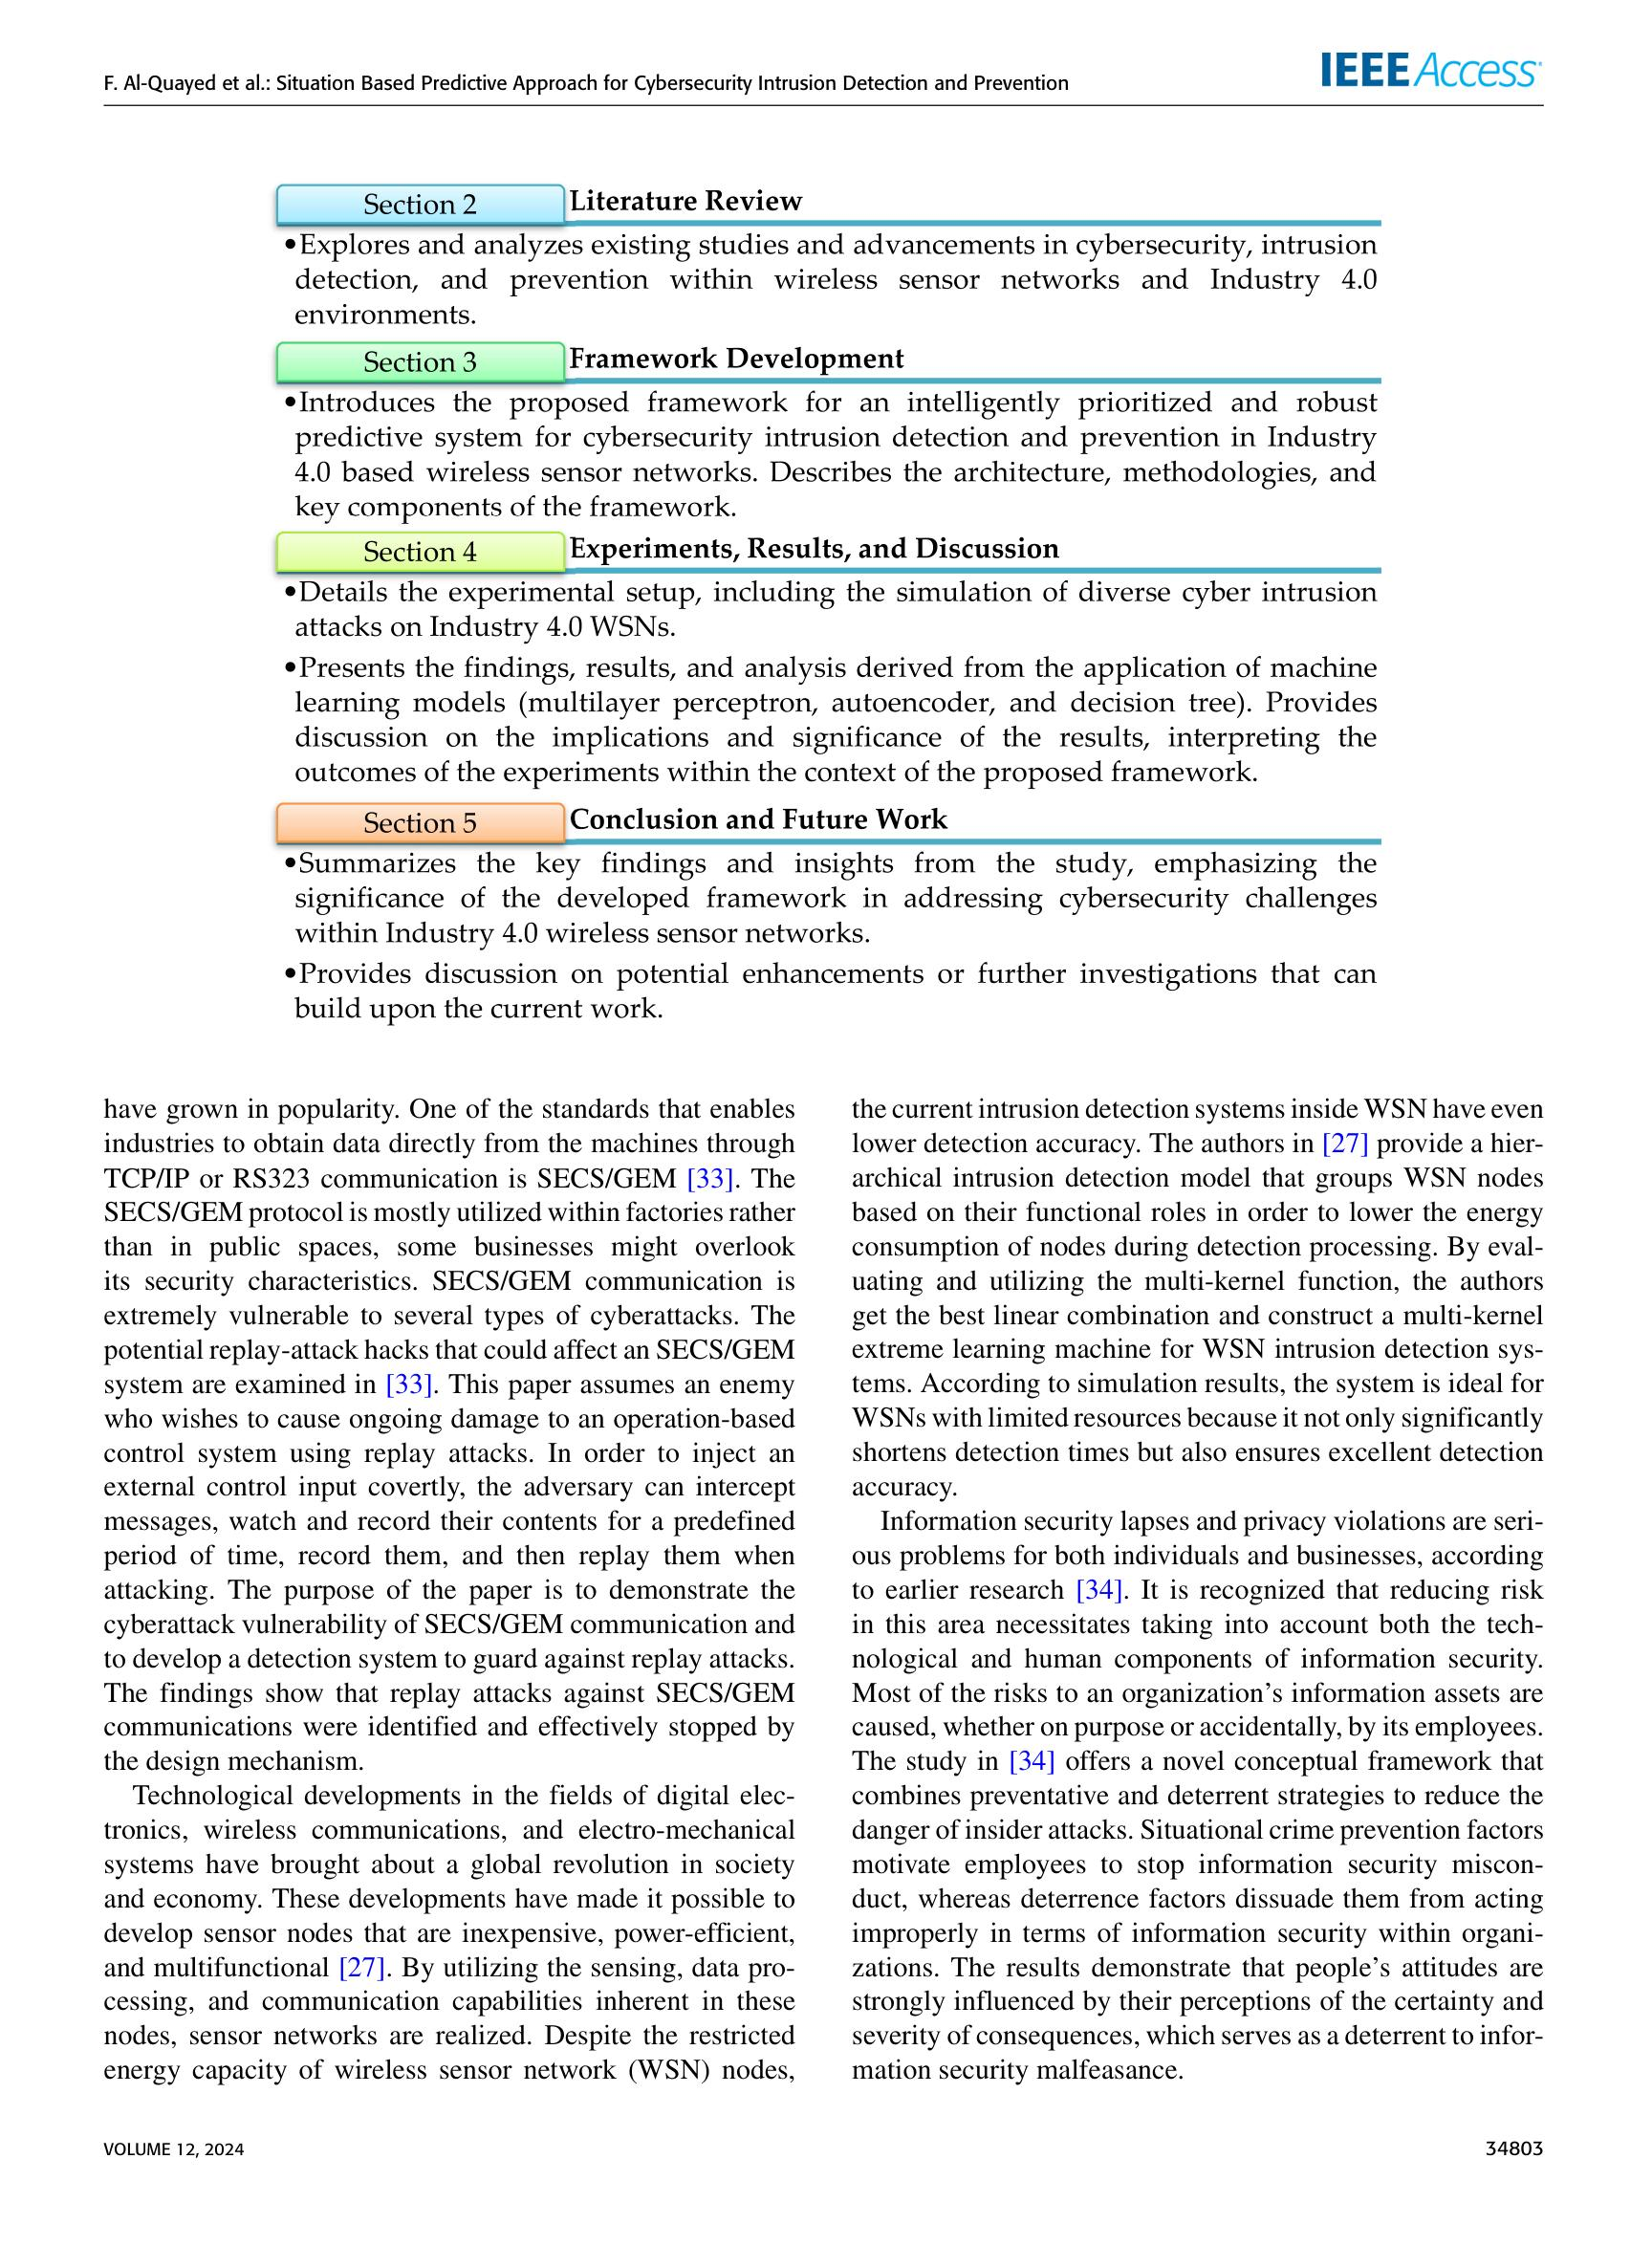 F. Al-Quayed et al.: Situation Based Predictive Approach for Cybersecurity Intrusion Detection and Prevention
IEEE Access
Section 2
Literature Review
•Explores and analyzes existing studies and advancements in cybersecurity, intrusion
detection, and prevention within wireless sensor networks and Industry 4.0
environments.
Section 3
Framework Development
•Introduces the proposed framework for an intelligently prioritized and robust
predictive system for cybersecurity intrusion detection and prevention in Industry
4.0 based wireless sensor networks. Describes the architecture, methodologies, and
key components of the framework.
Section 4
Experiments, Results, and Discussion
•Details the experimental setup, including the simulation of diverse cyber intrusion
attacks on Industry 4.0 WSNs.
•Presents the findings, results, and analysis derived from the application of machine
learning models (multilayer perceptron, autoencoder, and decision tree). Provides
discussion on the implications and significance of the results, interpreting the
outcomes of the experiments within the context of the proposed framework.
Section 5
Conclusion and Future Work
•Summarizes the key findings and insights from the study, emphasizing the
significance of the developed framework in addressing cybersecurity challenges
within Industry 4.0 wireless sensor networks.
•Provides discussion on potential enhancements or further investigations that can
build upon the current work.
have grown in popularity. One of the standards that enables
industries to obtain data directly from the machines through
TCP/IP or RS323 communication is SECS/GEM [33]. The
SECS/GEM protocol is mostly utilized within factories rather
than in public spaces, some businesses might overlook
its security characteristics. SECS/GEM communication is
extremely vulnerable to several types of cyberattacks. The
potential replay-attack hacks that could affect an SECS/GEM
system are examined in [33]. This paper assumes an enemy
who wishes to cause ongoing damage to an operation-based
control system using replay attacks. In order to inject an
external control input covertly, the adversary can intercept
messages, watch and record their contents for a predefined
period of time, record them, and then replay them when
attacking. The purpose of the paper is to demonstrate the
cyberattack vulnerability of SECS/GEM communication and
to develop a detection system to guard against replay attacks.
The findings show that replay attacks against SECS/GEM
communications were identified and effectively stopped by
the design mechanism.
Technological developments in the fields of digital elec-
tronics, wireless communications, and electro-mechanical
systems have brought about a global revolution in society
and economy. These developments have made it possible to
develop sensor nodes that are inexpensive, power-efficient,
and multifunctional [27]. By utilizing the sensing, data pro-
cessing, and communication capabilities inherent in these
nodes, sensor networks are realized. Despite the restricted
energy capacity of wireless sensor network (WSN) nodes,
the current intrusion detection systems inside WSN have even
lower detection accuracy. The authors in [27] provide a hier-
archical intrusion detection model that groups WSN nodes
based on their functional roles in order to lower the energy
consumption of nodes during detection processing. By eval-
uating and utilizing the multi-kernel function, the authors
get the best linear combination and construct a multi-kernel
extreme learning machine for WSN intrusion detection sys-
tems. According to simulation results, the system is ideal for
WSNs with limited resources because it not only significantly
shortens detection times but also ensures excellent detection
accuracy.
Information security lapses and privacy violations are seri-
ous problems for both individuals and businesses, according
to earlier research [34]. It is recognized that reducing risk
in this area necessitates taking into account both the tech-
nological and human components of information security.
Most of the risks to an organization's information assets are
caused, whether on purpose or accidentally, by its employees.
The study in [34] offers a novel conceptual framework that
combines preventative and deterrent strategies to reduce the
danger of insider attacks. Situational crime prevention factors
motivate employees to stop information security miscon-
duct, whereas deterrence factors dissuade them from acting
improperly in terms of information security within organi-
zations. The results demonstrate that people's attitudes are
strongly influenced by their perceptions of the certainty and
severity of consequences, which serves as a deterrent to infor-
mation security malfeasance.
VOLUME 12, 2024
34803